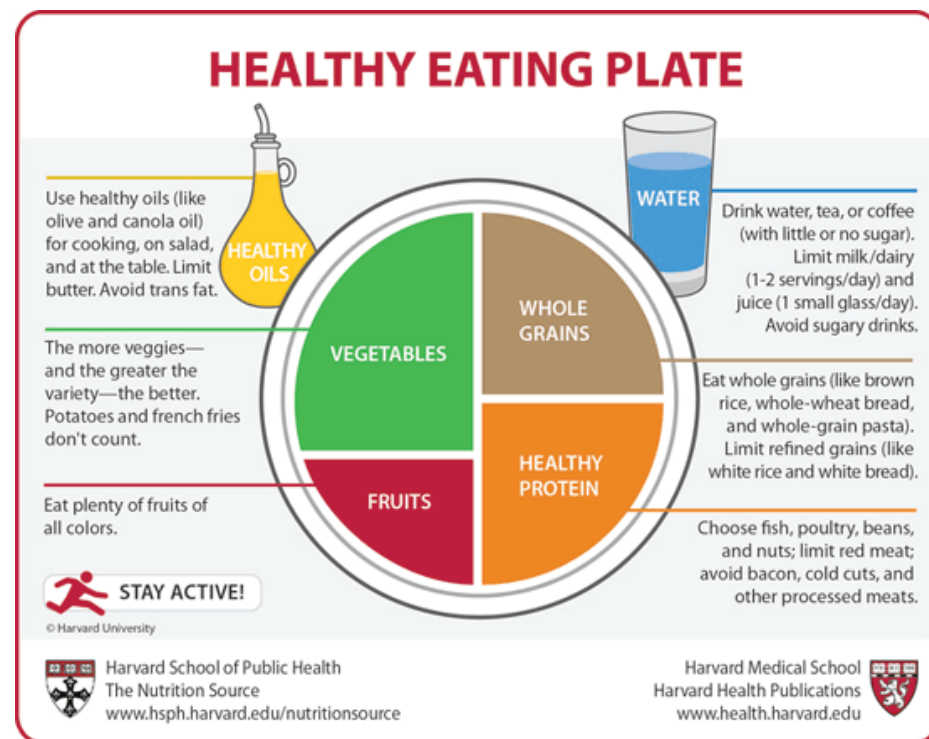 HEALTHY EATING PLATE
Use healthy oils (like
olive and canola oil)
for cooking, on salad,
and at the table. Limit
butter. Avoid trans fat.
HEALTHY
OILS
The more veggies—
and the greater the
variety—the better.
Potatoes and french fries
don't count.
Eat plenty of fruits of
all colors.
STAY ACTIVE!
© Harvard University
VEGETABLES
FRUITS
WHOLE
GRAINS
HEALTHY
PROTEIN
WATER
Drink water, tea, or coffee
(with little or no sugar).
Limit milk/dairy
(1-2 servings/day) and
juice (1 small glass/day).
Avoid sugary drinks.
Eat whole grains (like brown
rice, whole-wheat bread,
and whole-grain pasta).
Limit refined grains (like
white rice and white bread).
Choose fish, poultry, beans,
and nuts; limit red meat;
avoid bacon, cold cuts, and
other processed meats.
Harvard School of Public Health
The Nutrition Source
www.hsph.harvard.edu/nutritionsource
Harvard Medical School
Harvard Health Publications
www.health.harvard.edu